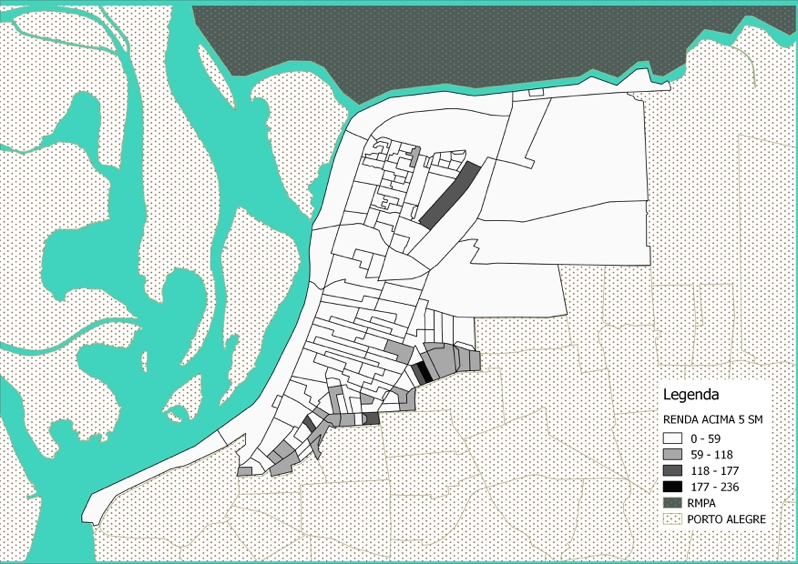 Legenda
RENDA ACIMA 5 SM
0 - 59
59 - 118
118 - 177
177 - 236
RMPA
PORTO ALEGRE